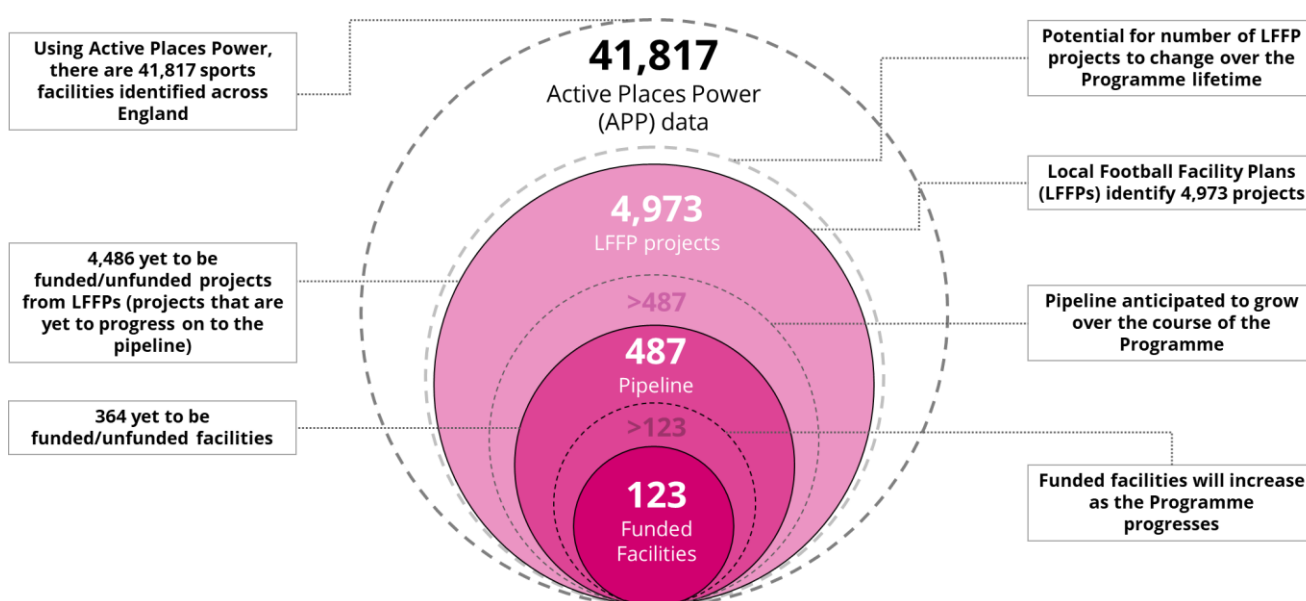 Using Active Places Power,
there are 41,817 sports
facilities identified across
England
4,486 yet to be
funded/unfunded projects
from LFFPs (projects that are
yet to progress on to the
pipeline)
364 yet to be
funded/unfunded facilities
41,817
Active Places Power
(APP) data
4,973
LFFP projects
>487
487
Pipeline
>123
123
Funded
Facilities
Potential for number of LFFP
projects to change over the
Programme lifetime
Local Football Facility Plans
(LFFPs) identify 4,973 projects
Pipeline anticipated to grow
over the course of the
Programme
Funded facilities will increase
as the Programme
progresses